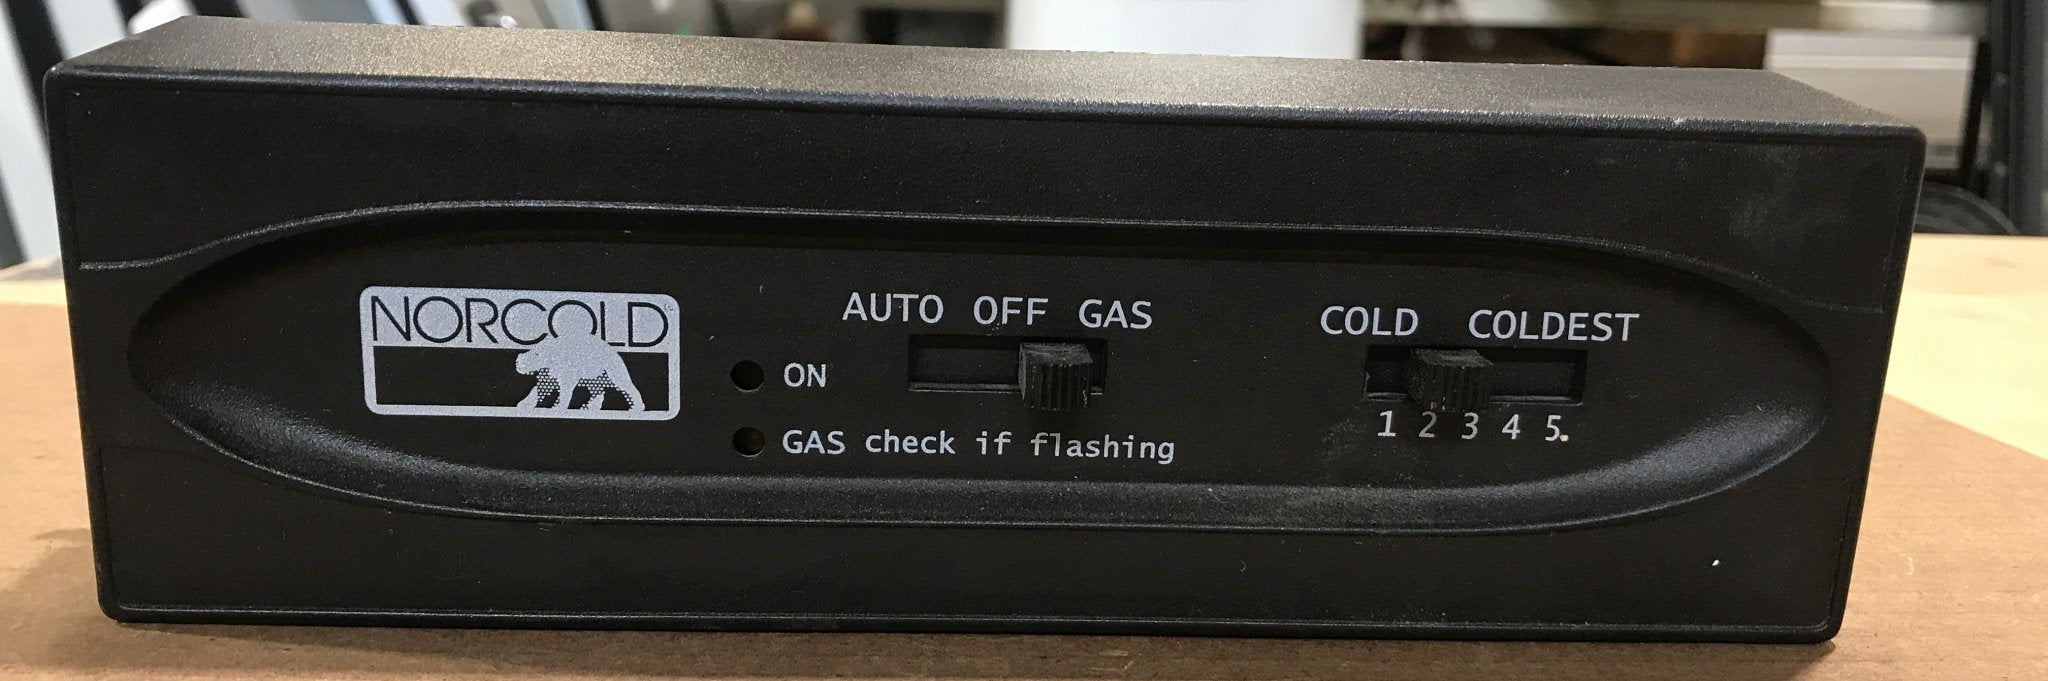 NORCOLD
AUTO OFF GAS
ON
GAS check if flashing
COLD COLDEST
1 2 3 4 5.